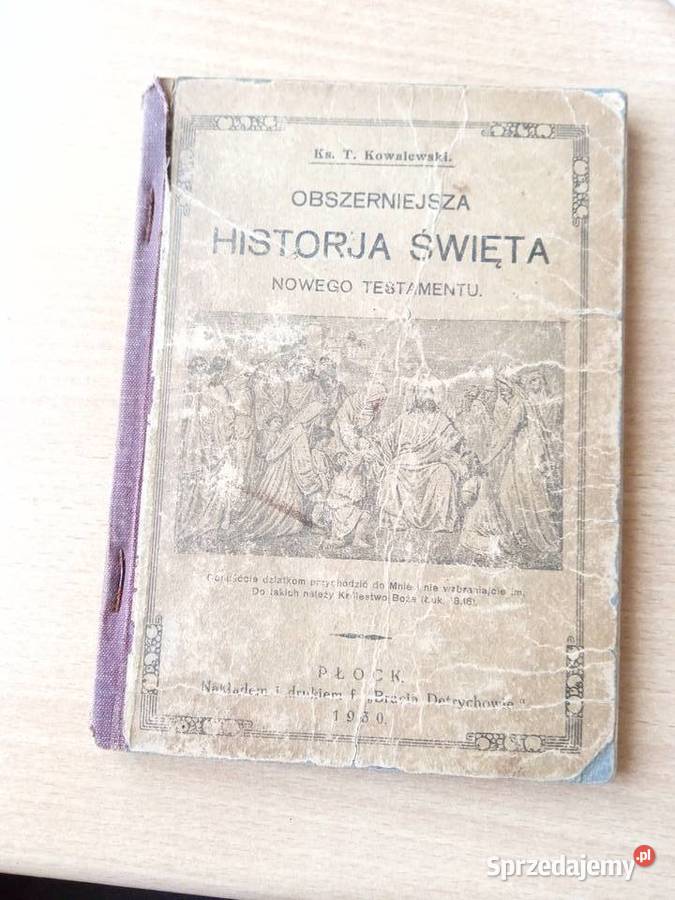 Ks. T. Kowalewski.
OBSZERNIEJSZA
HISTORJA ŚWIĘTA
NOWEGO TESTAMENTU.
Dopuśćcie dziatkom przychodzić do Mnie i nie wzbraniajcie im,
Do takich należy Królestwo Boże (Łuk. 18,16).
PŁOCK.
Nakładem i drukiem f. „Bracia Detrychowie."
1930.
Sprzedajemy.pl